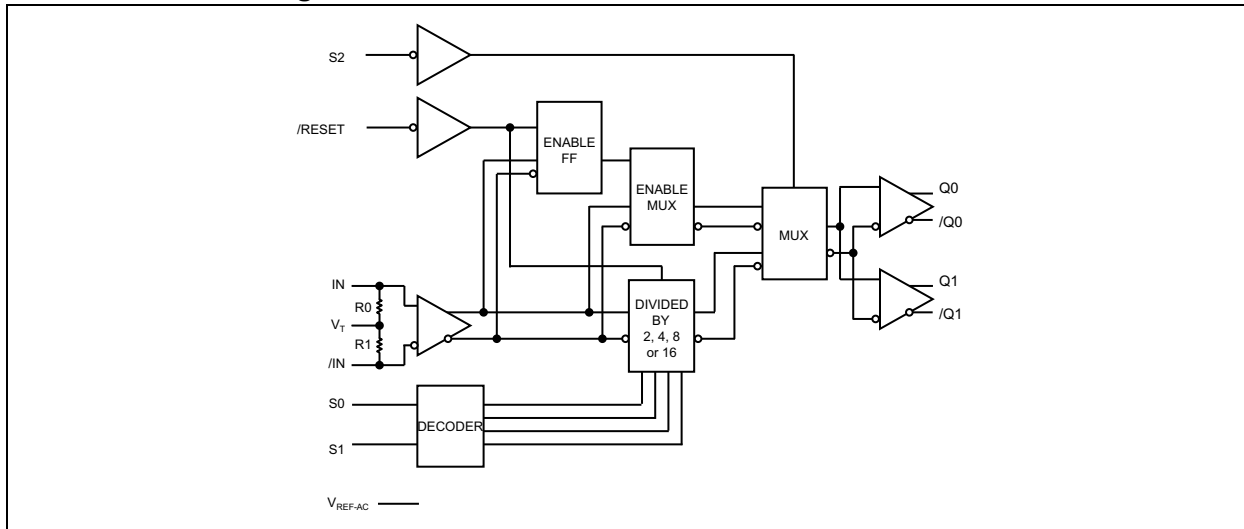 S2
/RESET
ENABLE
FF
ENABLE
MUX
MUX
Q0
/Q0
Q1
/Q1
IN
R0
VT
R1
/IN
DIVIDED
BY
2, 4, 8
or 16
S0
DECODER
S1
VREF-AC